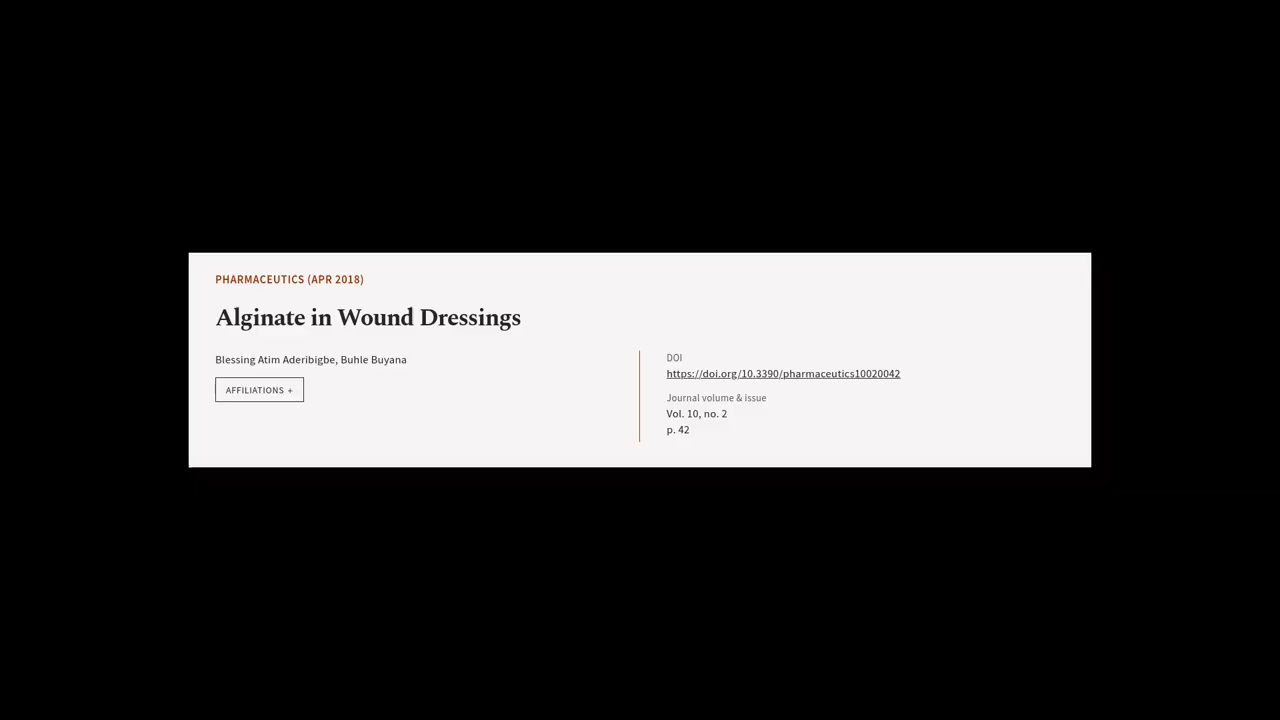 PHARMACEUTICS (APR 2018)
Alginate in Wound Dressings
Blessing Atim Aderibigbe, Buhle Buyana
AFFILIATIONS +
DOI
https://doi.org/10.3390/pharmaceutics10020042
Journal volume & issue
Vol. 10, no. 2
p. 42